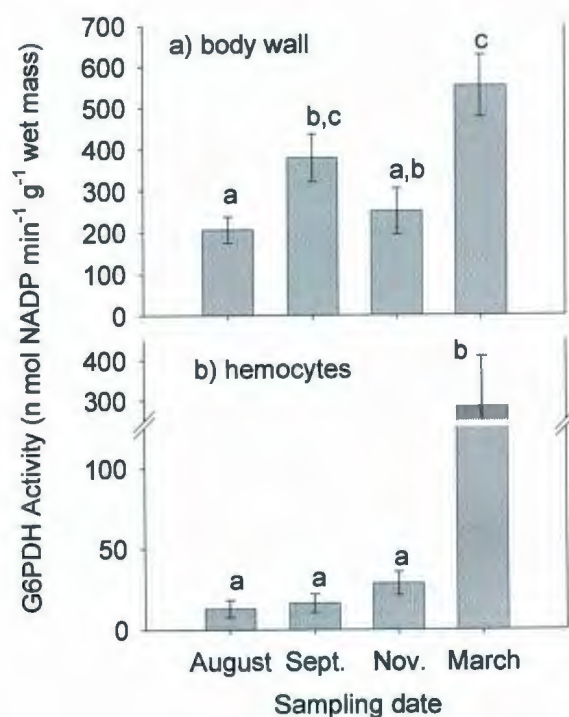 G6PDH Activity (n mol NADP min⁻¹ g⁻¹ wet mass)
700
600
500
400
300
200
100
0
a) body wall
a
b,c
a,b
c
400
300
100
50
0
b) hemocytes
a
a
a
b
August Sept. Nov. March
Sampling date